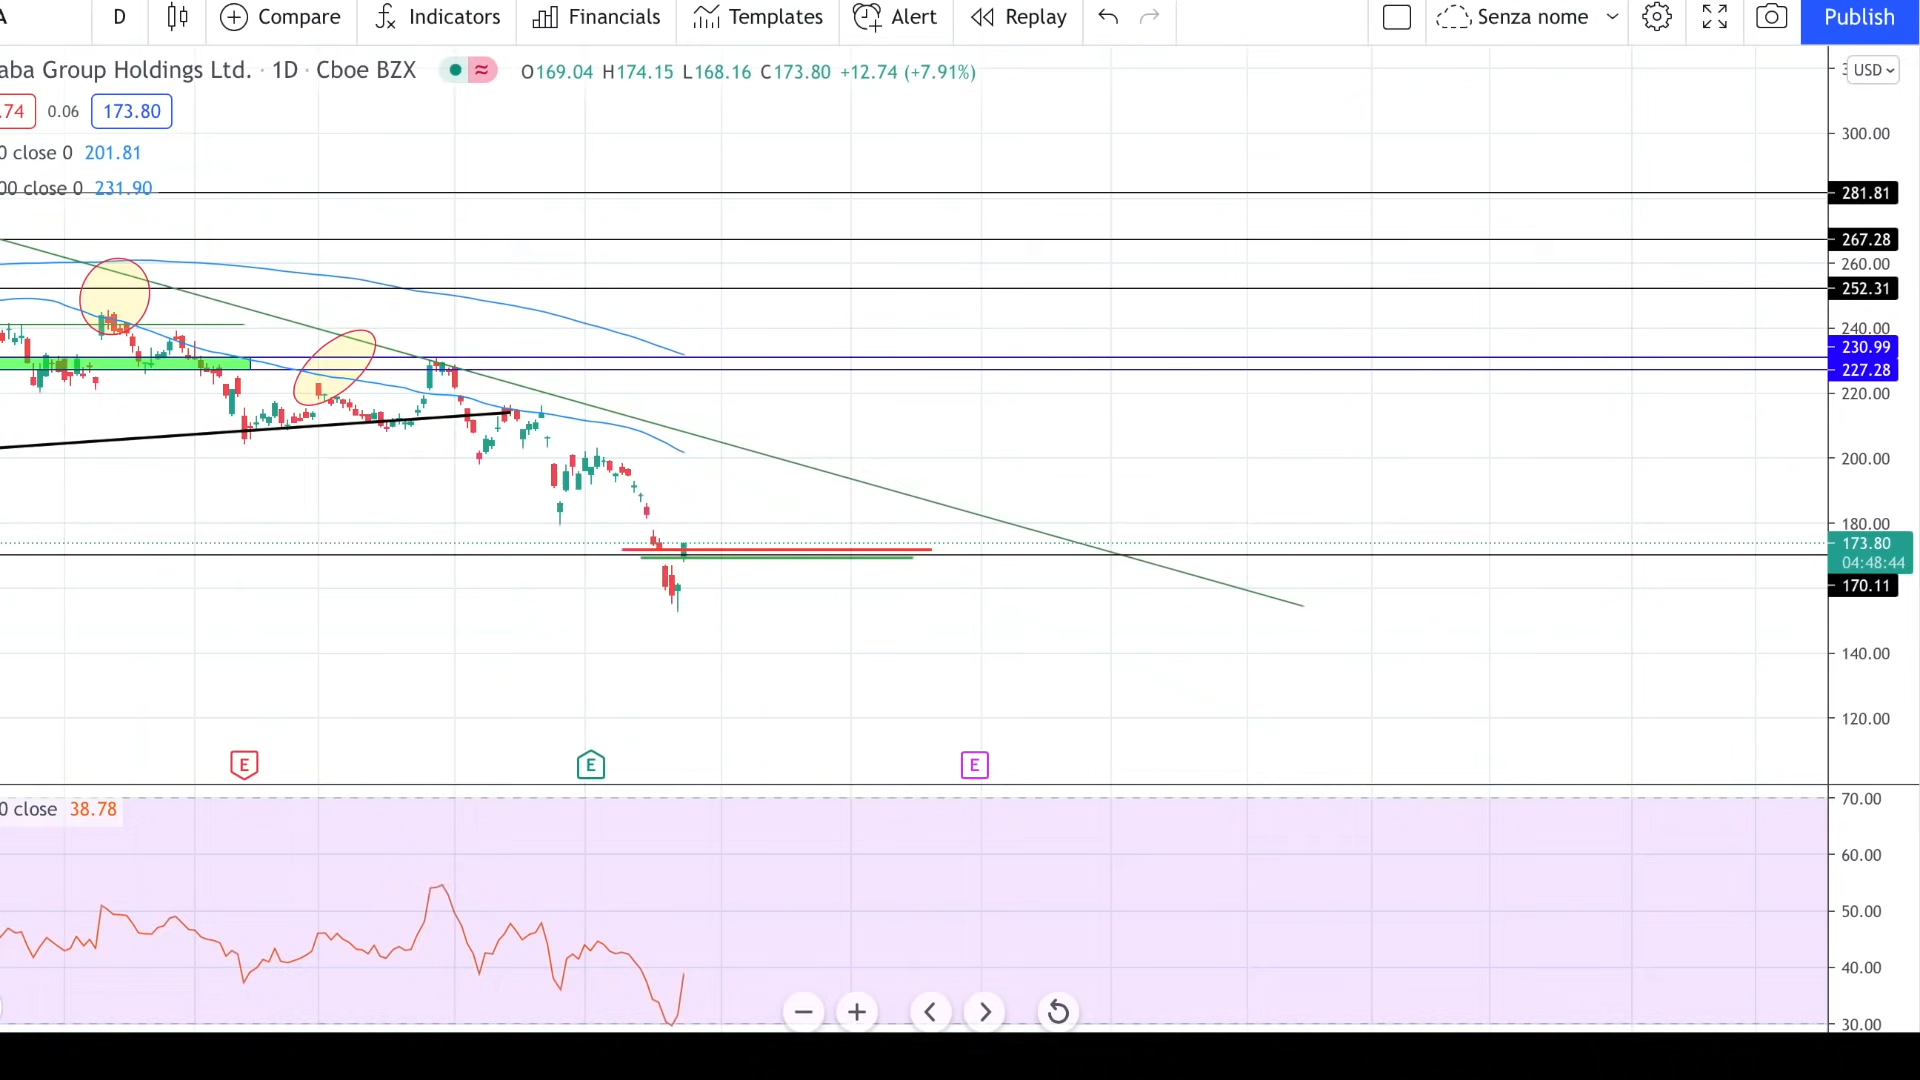 D Compare Indicators Financials Templates Alert Replay Senza nome Publish
aba Group Holdings Ltd. · 1D · Cboe BZX ≈ O169.04 H174.15 L168.16 C173.80 +12.74 (+7.91%)
USD
.74 0.06 173.80
0 close 0 201.81
00 close 0 231.90
300.00
281.81
267.28
260.00
252.31
240.00
230.99
227.28
220.00
200.00
180.00
173.80
04:48:44
170.11
140.00
120.00
E E E
0 close 38.78
70.00
60.00
50.00
40.00
30.00